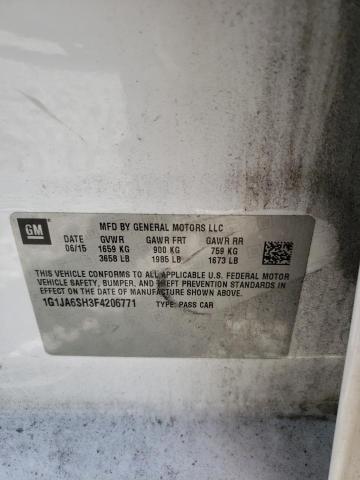 GM
MFD BY GENERAL MOTORS LLC
DATE GVWR GAWR FRT GAWR RR
06/15 1659 KG 900 KG 759 KG
3658 LB 1985 LB 1673 LB
THIS VEHICLE CONFORMS TO ALL APPLICABLE U.S. FEDERAL MOTOR
VEHICLE SAFETY, BUMPER, AND THEFT PREVENTION STANDARDS IN
EFFECT ON THE DATE OF MANUFACTURE SHOWN ABOVE.
1G1JA6SH3F4206771 TYPE: PASS CAR